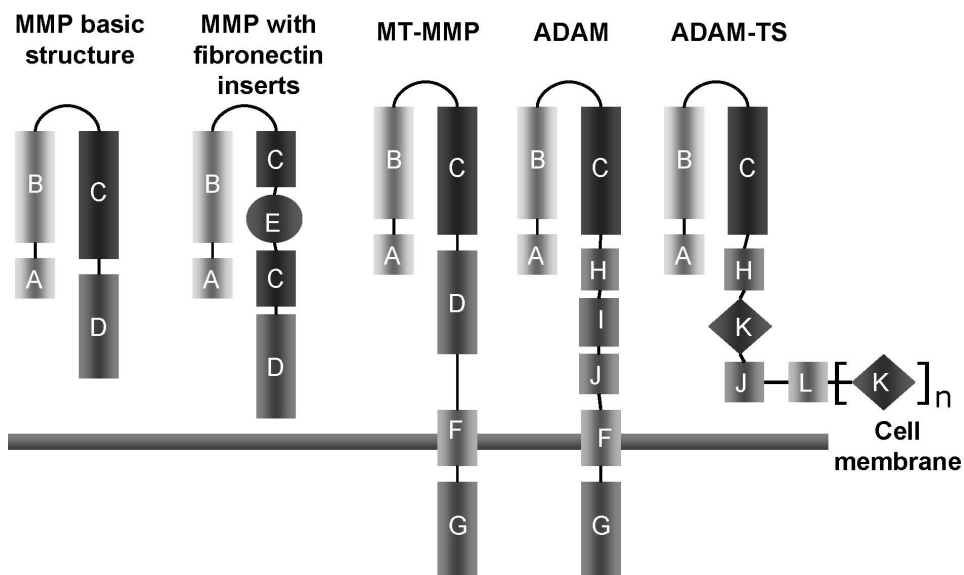 MMP basic
structure
MMP with
fibronectin
inserts
MT-MMP
ADAM
ADAM-TS
B
C
A
D
B
C
E
A
C
D
B
C
A
D
F
G
B
C
A
H
I
J
F
G
B
C
A
H
K
J
L
[K]n
Cell
membrane